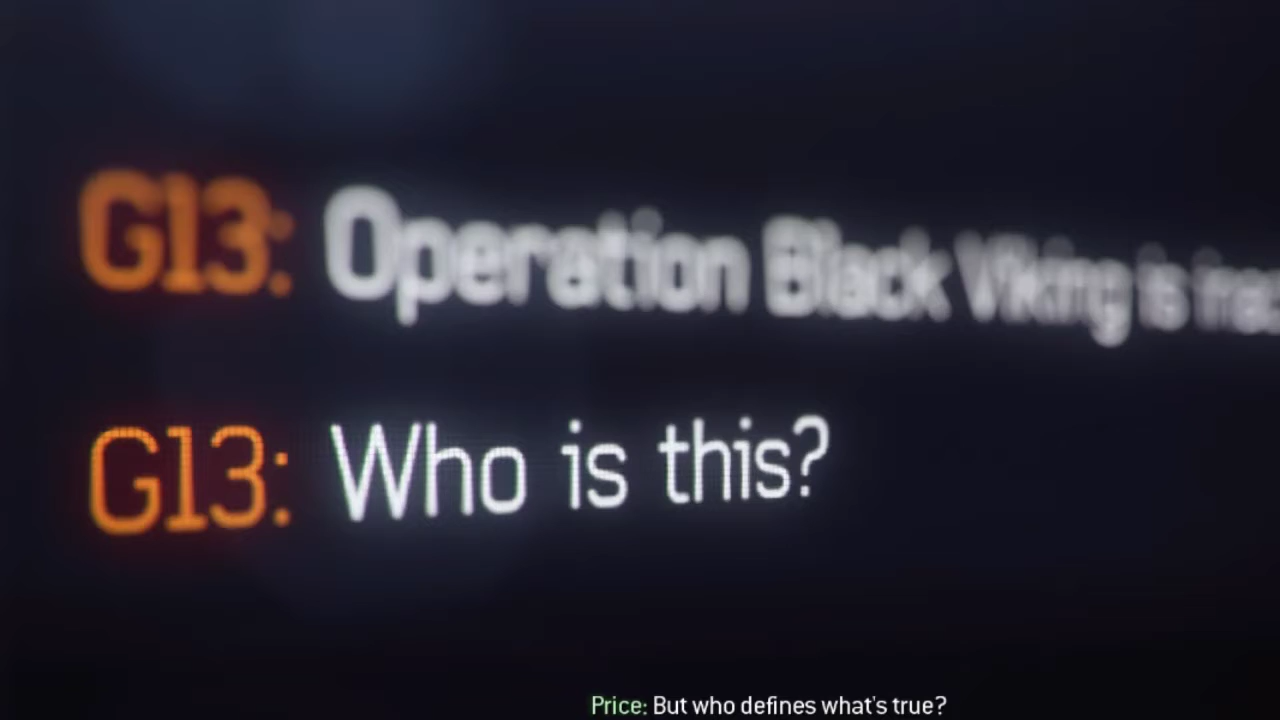 G13: Operation Black Viking is
G13: Who is this?
Price: But who defines what's true?